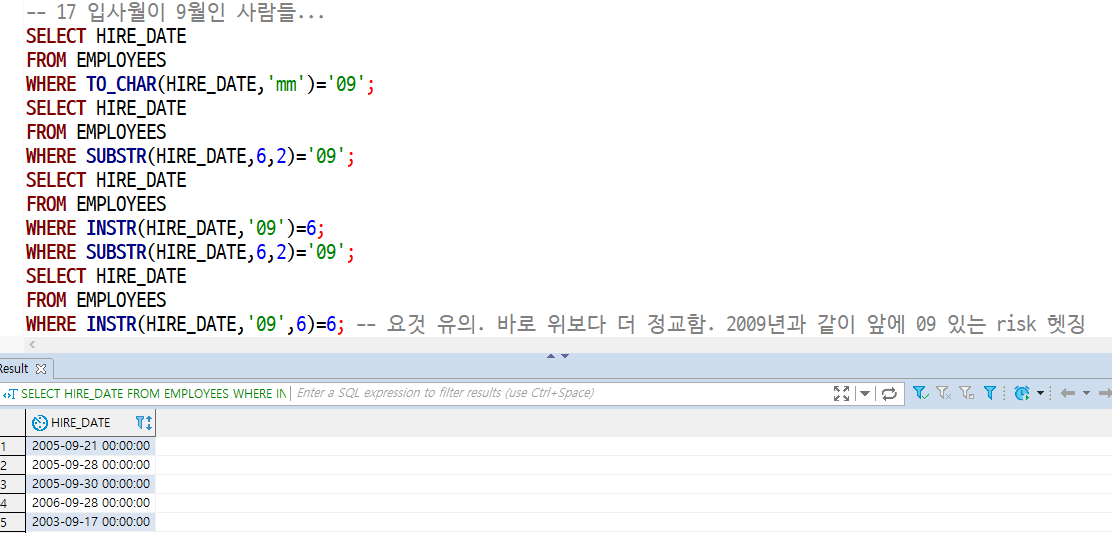 -- 17 입사월이 9월인 사람들...
SELECT HIRE_DATE
FROM EMPLOYEES
WHERE TO_CHAR(HIRE_DATE,'mm')='09';
SELECT HIRE_DATE
FROM EMPLOYEES
WHERE SUBSTR(HIRE_DATE,6,2)='09';
SELECT HIRE_DATE
FROM EMPLOYEES
WHERE INSTR(HIRE_DATE,'09')=6;
WHERE SUBSTR(HIRE_DATE,6,2)='09';
SELECT HIRE_DATE
FROM EMPLOYEES
WHERE INSTR(HIRE_DATE,'09',6)=6; -- 요것 유의. 바로 위보다 더 정교함. 2009년과 같이 앞에 09 있는 risk 헷징
Result
SELECT HIRE_DATE FROM EMPLOYEES WHERE IN Enter a SQL expression to filter results (use Ctrl+Space)
HIRE_DATE
1 2005-09-21 00:00:00
2 2005-09-28 00:00:00
3 2005-09-30 00:00:00
4 2006-09-28 00:00:00
5 2003-09-17 00:00:00